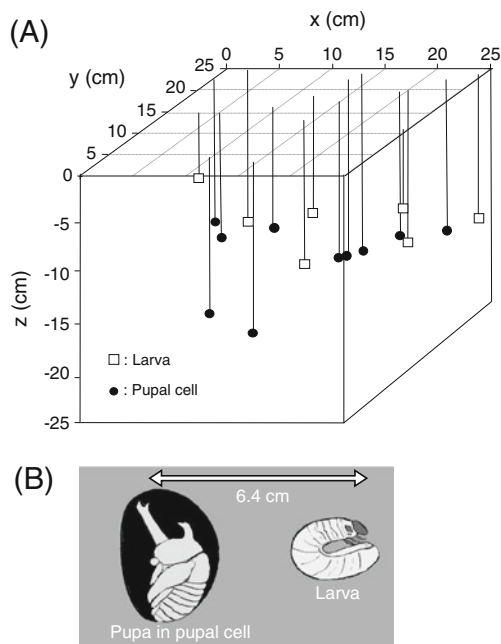 (A)
x (cm)
0 5 10 15 20 25
y (cm)
25
20
15
10
5
0
-5
-10
-15
-20
-25
z (cm)
□ : Larva
● : Pupal cell
(B)
6.4 cm
Larva
Pupa in pupal cell